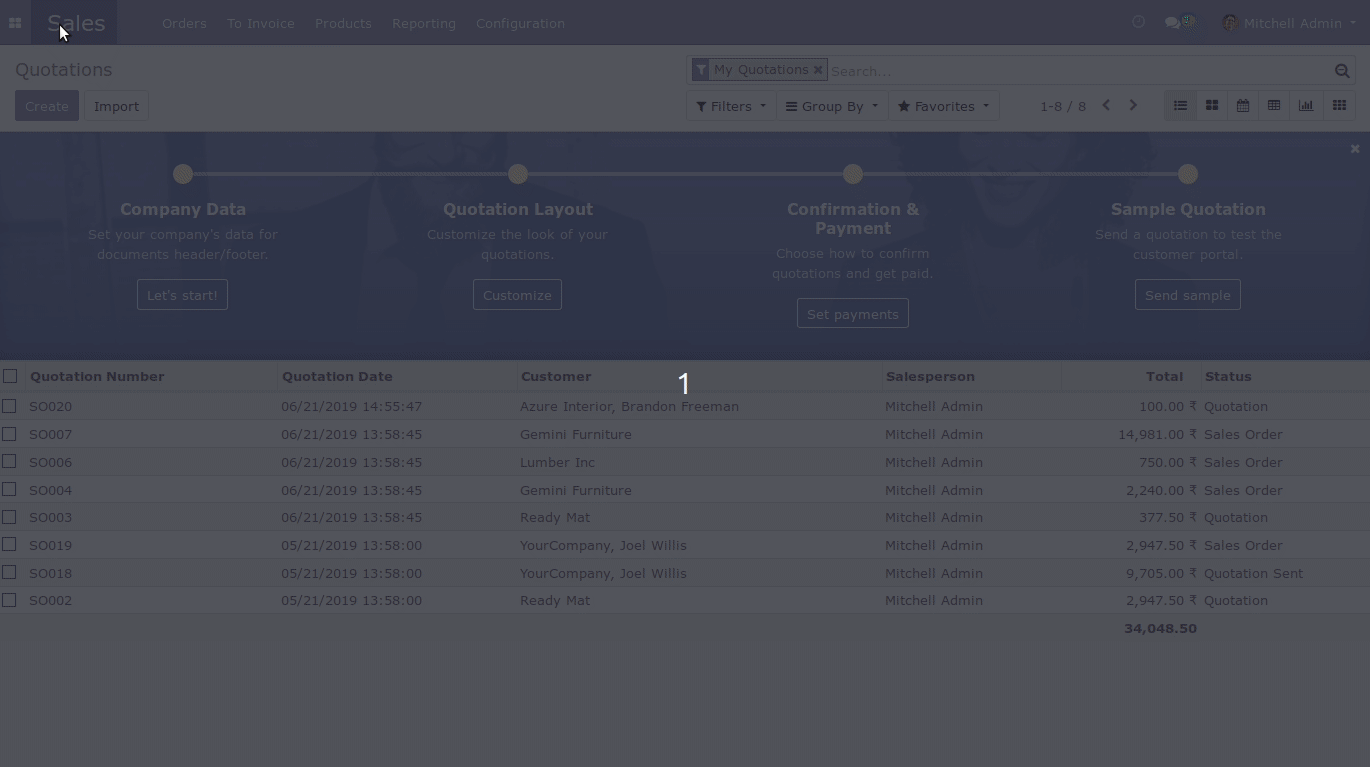 Sales Orders To Invoice Products Reporting Configuration Mitchell Admin
Quotations
My Quotations Search...
Create Import Filters Group By Favorites 1-8 / 8
Company Data
Set your company's data for
documents header/footer.
Let's start!
Quotation Layout
Customize the look of your
quotations.
Customize
Confirmation &
Payment
Choose how to confirm
quotations and get paid.
Set payments
Sample Quotation
Send a quotation to test the
customer portal.
Send sample
Quotation Number Quotation Date Customer Salesperson Total Status
1
SO020 06/21/2019 14:55:47 Azure Interior, Brandon Freeman Mitchell Admin 100.00 ₹ Quotation
SO007 06/21/2019 13:58:45 Gemini Furniture Mitchell Admin 14,981.00 ₹ Sales Order
SO006 06/21/2019 13:58:45 Lumber Inc Mitchell Admin 750.00 ₹ Sales Order
SO004 06/21/2019 13:58:45 Gemini Furniture Mitchell Admin 2,240.00 ₹ Sales Order
SO003 06/21/2019 13:58:45 Ready Mat Mitchell Admin 377.50 ₹ Quotation
SO019 05/21/2019 13:58:00 YourCompany, Joel Willis Mitchell Admin 2,947.50 ₹ Sales Order
SO018 05/21/2019 13:58:00 YourCompany, Joel Willis Mitchell Admin 9,705.00 ₹ Quotation Sent
SO002 05/21/2019 13:58:00 Ready Mat Mitchell Admin 2,947.50 ₹ Quotation
34,048.50